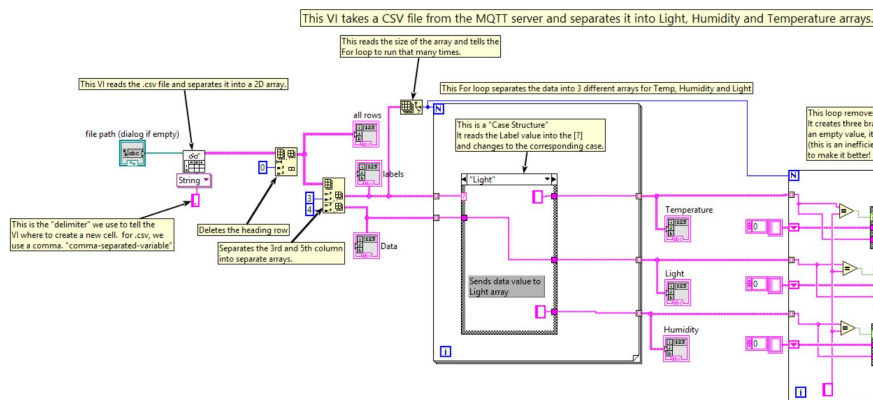 This VI takes a CSV file from the MQTT server and separates it into Light, Humidity and Temperature arrays.
This reads the size of the array and tells the
For loop to run that many times.
This VI reads the .csv file and separates it into a 2D array.
This For loop separates the data into 3 different arrays for Temp, Humidity and Light
all rows
file path (dialog if empty)
abc
String
0
labels
3
4
Data
This is the "delimiter" we use to tell the
VI where to create a new cell. for .csv, we
use a comma. "comma-separated-variable"
Deletes the heading row
Separates the 3rd and 5th column
into separate arrays.
N
This is a "Case Structure"
It reads the Label value into the [?]
and changes to the corresponding case.
"Light"
Sends data value to
Light array
i
Temperature
Light
Humidity
This loop remove
It creates three bra
an empty value, it
(this is an inefficie
to make it better!
N
0
=
0
=
0
=
i